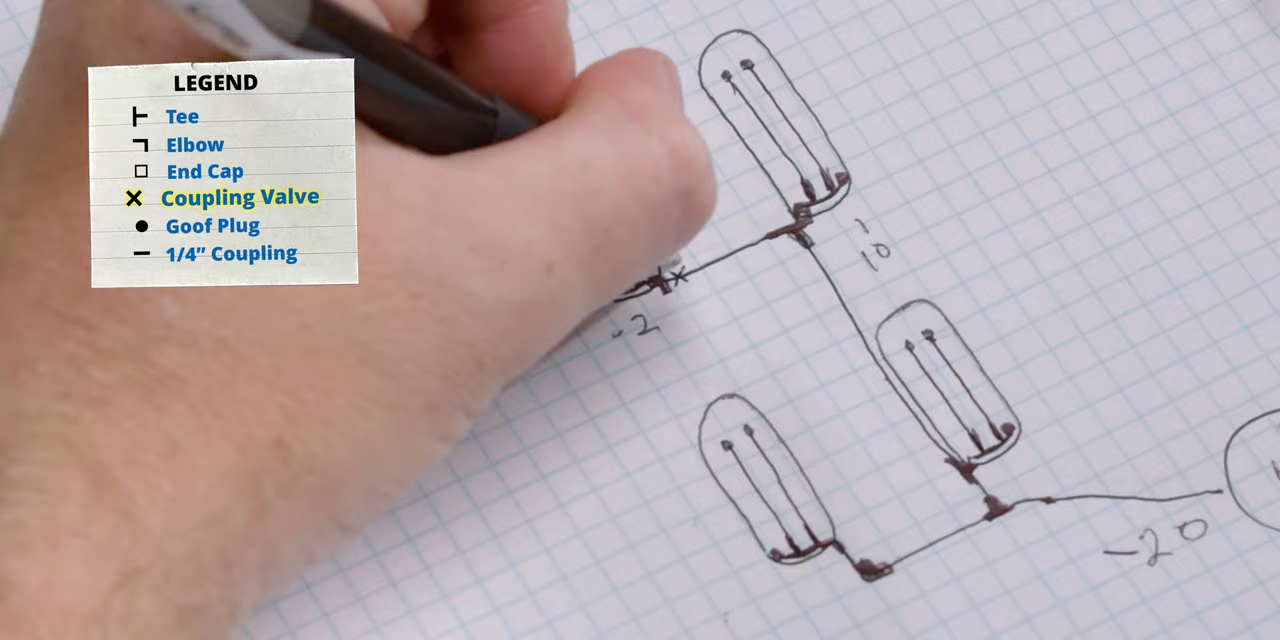 LEGEND
Tee
Elbow
End Cap
Coupling Valve
Goof Plug
1/4” Coupling
10
-2
-20